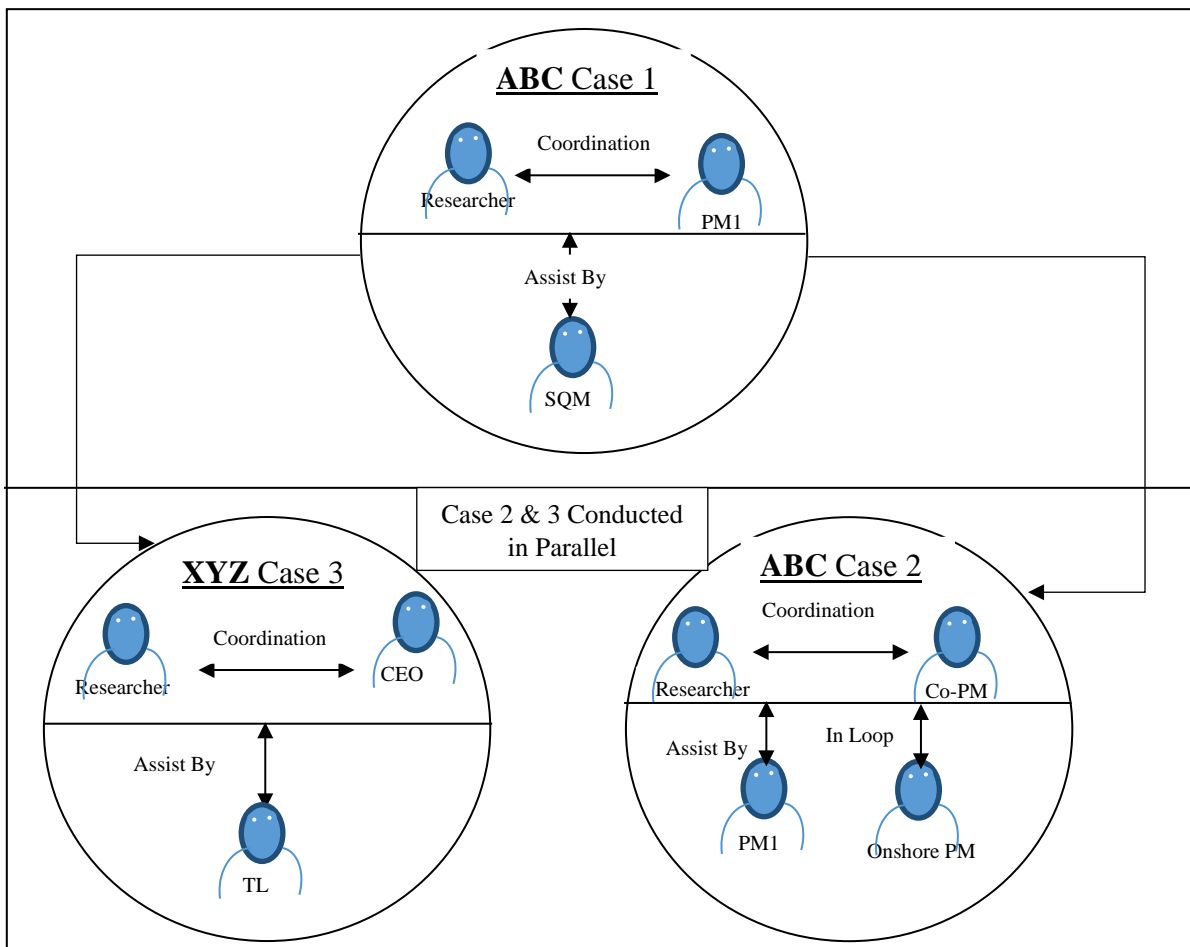 ABC Case 1
Coordination
Researcher
PM1
Assist By
SQM
Case 2 & 3 Conducted
in Parallel
XYZ Case 3
Coordination
Researcher
CEO
Assist By
TL
ABC Case 2
Coordination
Researcher
Co-PM
Assist By
In Loop
PM1
Onshore PM